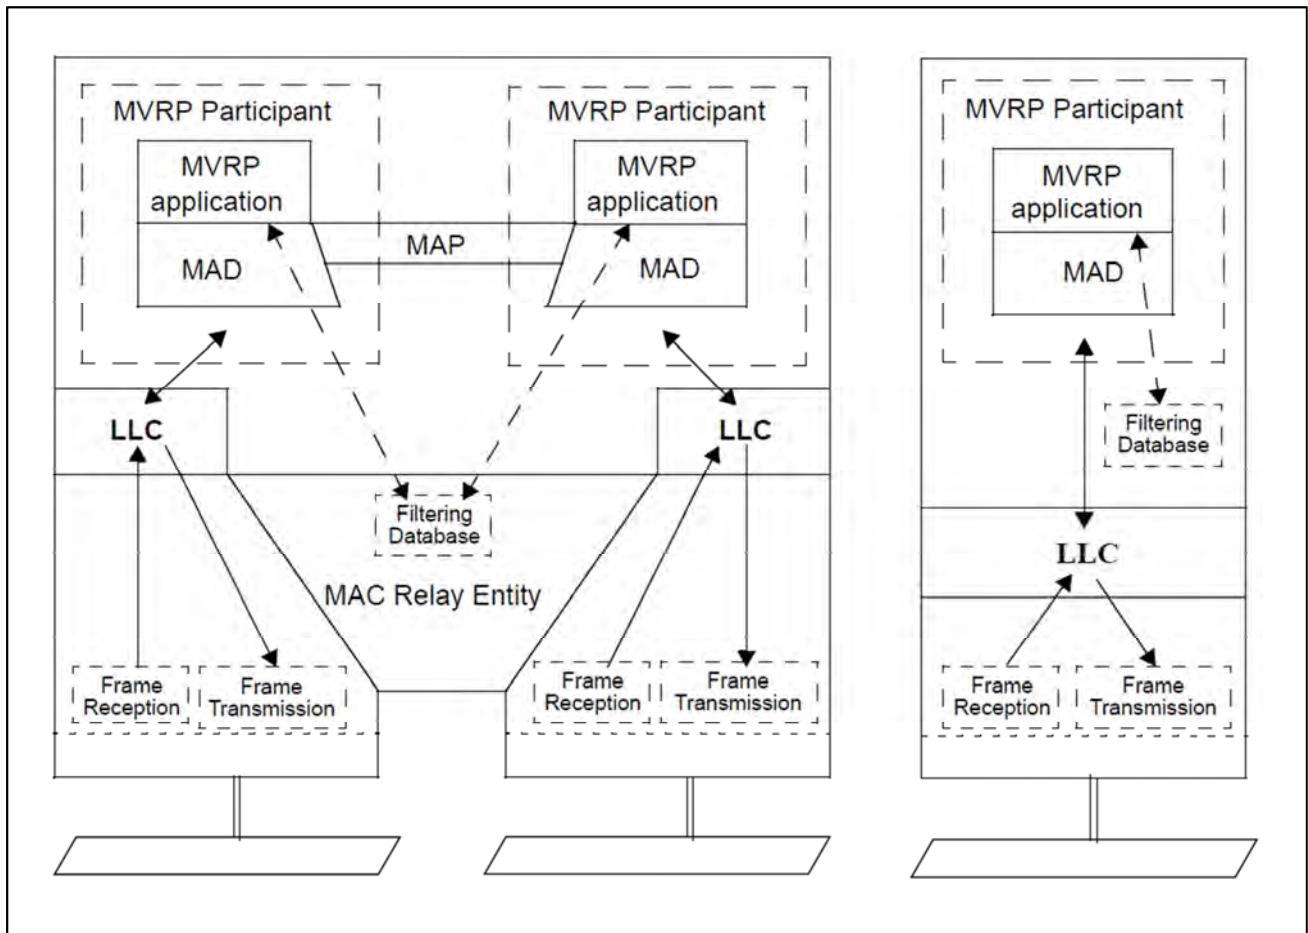 MVRP Participant
MVRP
application
MAD
MAP
MVRP Participant
MVRP
application
MAD
LLC
LLC
Filtering
Database
MAC Relay Entity
Frame
Reception
Frame
Transmission
Frame
Reception
Frame
Transmission
MVRP Participant
MVRP
application
MAD
Filtering
Database
LLC
Frame
Reception
Frame
Transmission